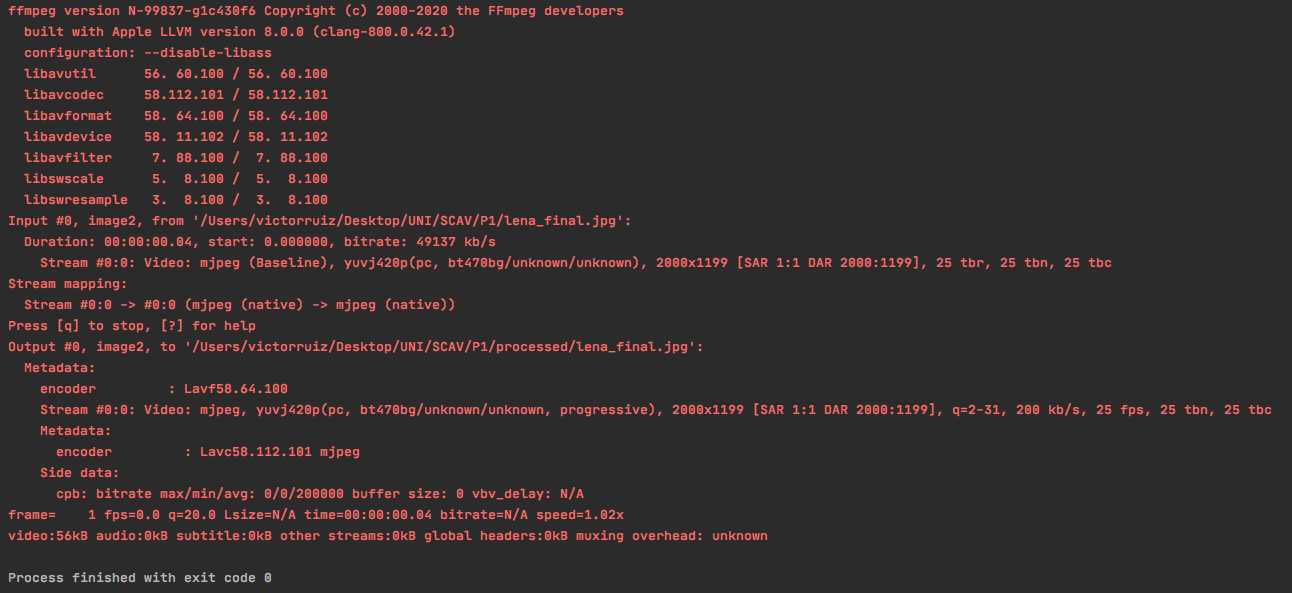 ffmpeg version N-99837-g1c430f6 Copyright (c) 2000-2020 the FFmpeg developers
  built with Apple LLVM version 8.0.0 (clang-800.0.42.1)
  configuration: --disable-libass
  libavutil      56. 60.100 / 56. 60.100
  libavcodec     58.112.101 / 58.112.101
  libavformat    58. 64.100 / 58. 64.100
  libavdevice    58. 11.102 / 58. 11.102
  libavfilter     7. 88.100 /  7. 88.100
  libswscale      5.  8.100 /  5.  8.100
  libswresample   3.  8.100 /  3.  8.100
Input #0, image2, from '/Users/victorruiz/Desktop/UNI/SCAV/P1/lena_final.jpg':
  Duration: 00:00:00.04, start: 0.000000, bitrate: 49137 kb/s
    Stream #0:0: Video: mjpeg (Baseline), yuvj420p(pc, bt470bg/unknown/unknown), 2000x1199 [SAR 1:1 DAR 2000:1199], 25 tbr, 25 tbn, 25 tbc
Stream mapping:
  Stream #0:0 -> #0:0 (mjpeg (native) -> mjpeg (native))
Press [q] to stop, [?] for help
Output #0, image2, to '/Users/victorruiz/Desktop/UNI/SCAV/P1/processed/lena_final.jpg':
  Metadata:
    encoder         : Lavf58.64.100
    Stream #0:0: Video: mjpeg, yuvj420p(pc, bt470bg/unknown/unknown, progressive), 2000x1199 [SAR 1:1 DAR 2000:1199], q=2-31, 200 kb/s, 25 fps, 25 tbn, 25 tbc
    Metadata:
      encoder         : Lavc58.112.101 mjpeg
    Side data:
      cpb: bitrate max/min/avg: 0/0/200000 buffer size: 0 vbv_delay: N/A
frame=    1 fps=0.0 q=20.0 Lsize=N/A time=00:00:00.04 bitrate=N/A speed=1.02x
video:56kB audio:0kB subtitle:0kB other streams:0kB global headers:0kB muxing overhead: unknown

Process finished with exit code 0